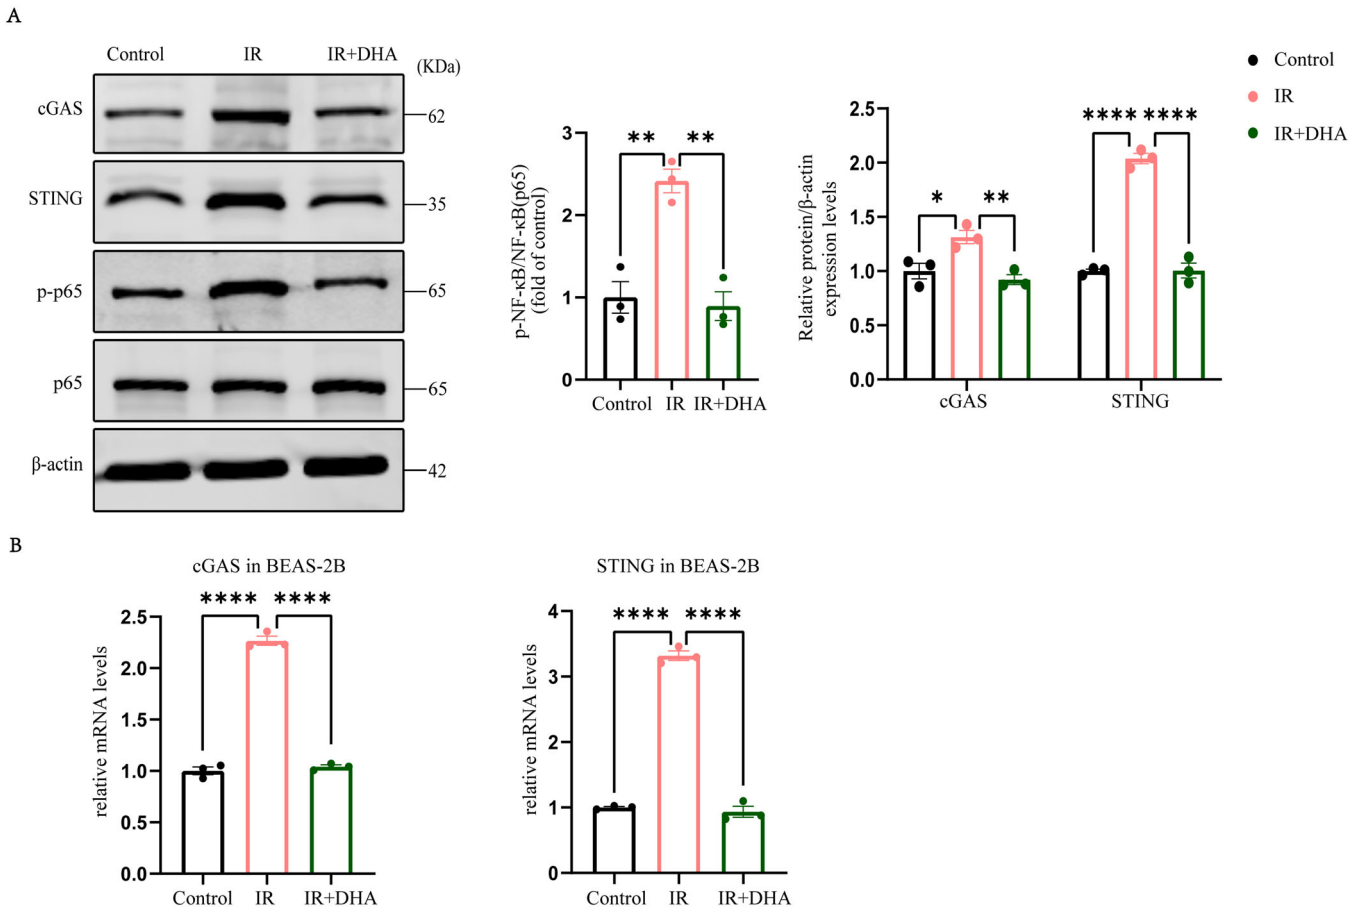 A
Control IR IR+DHA
(KDa)
cGAS 62
STING 35
p-p65 65
p65 65
β-actin 42
p-NF-κB/NF-κB(p65)
(fold of control)
3
2
1
0
** **
Control IR IR+DHA
Relative protein/β-actin
expression levels
2.5
2.0
1.5
1.0
0.5
0.0
* **
**** ****
cGAS STING
Control
IR
IR+DHA
B
cGAS in BEAS-2B
relative mRNA levels
**** ****
2.5
2.0
1.5
1.0
0.5
0.0
Control IR IR+DHA
STING in BEAS-2B
relative mRNA levels
**** ****
4
3
2
1
0
Control IR IR+DHA